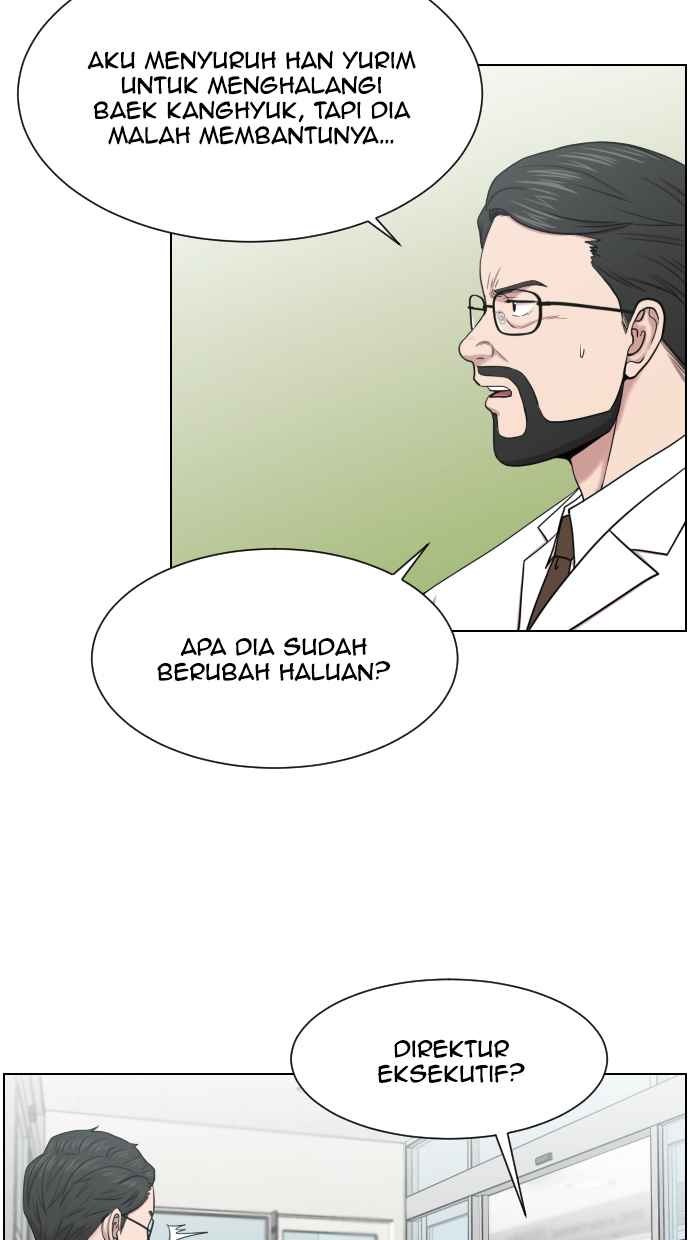 AKU MENYURUH HAN YURIM
UNTUK MENGHALANGI
BAEK KANGHYUK, TAPI DIA
MALAH MEMBANTUNYA...
APA DIA SUDAH
BERUBAH HALUAN?
DIREKTUR
EKSEKUTIF?